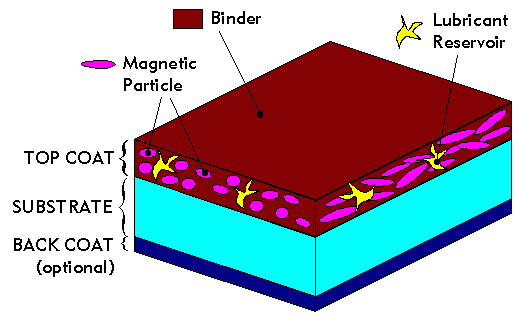 Binder
Lubricant
Reservoir
Magnetic
Particle
TOP COAT
SUBSTRATE
BACK COAT
(optional)